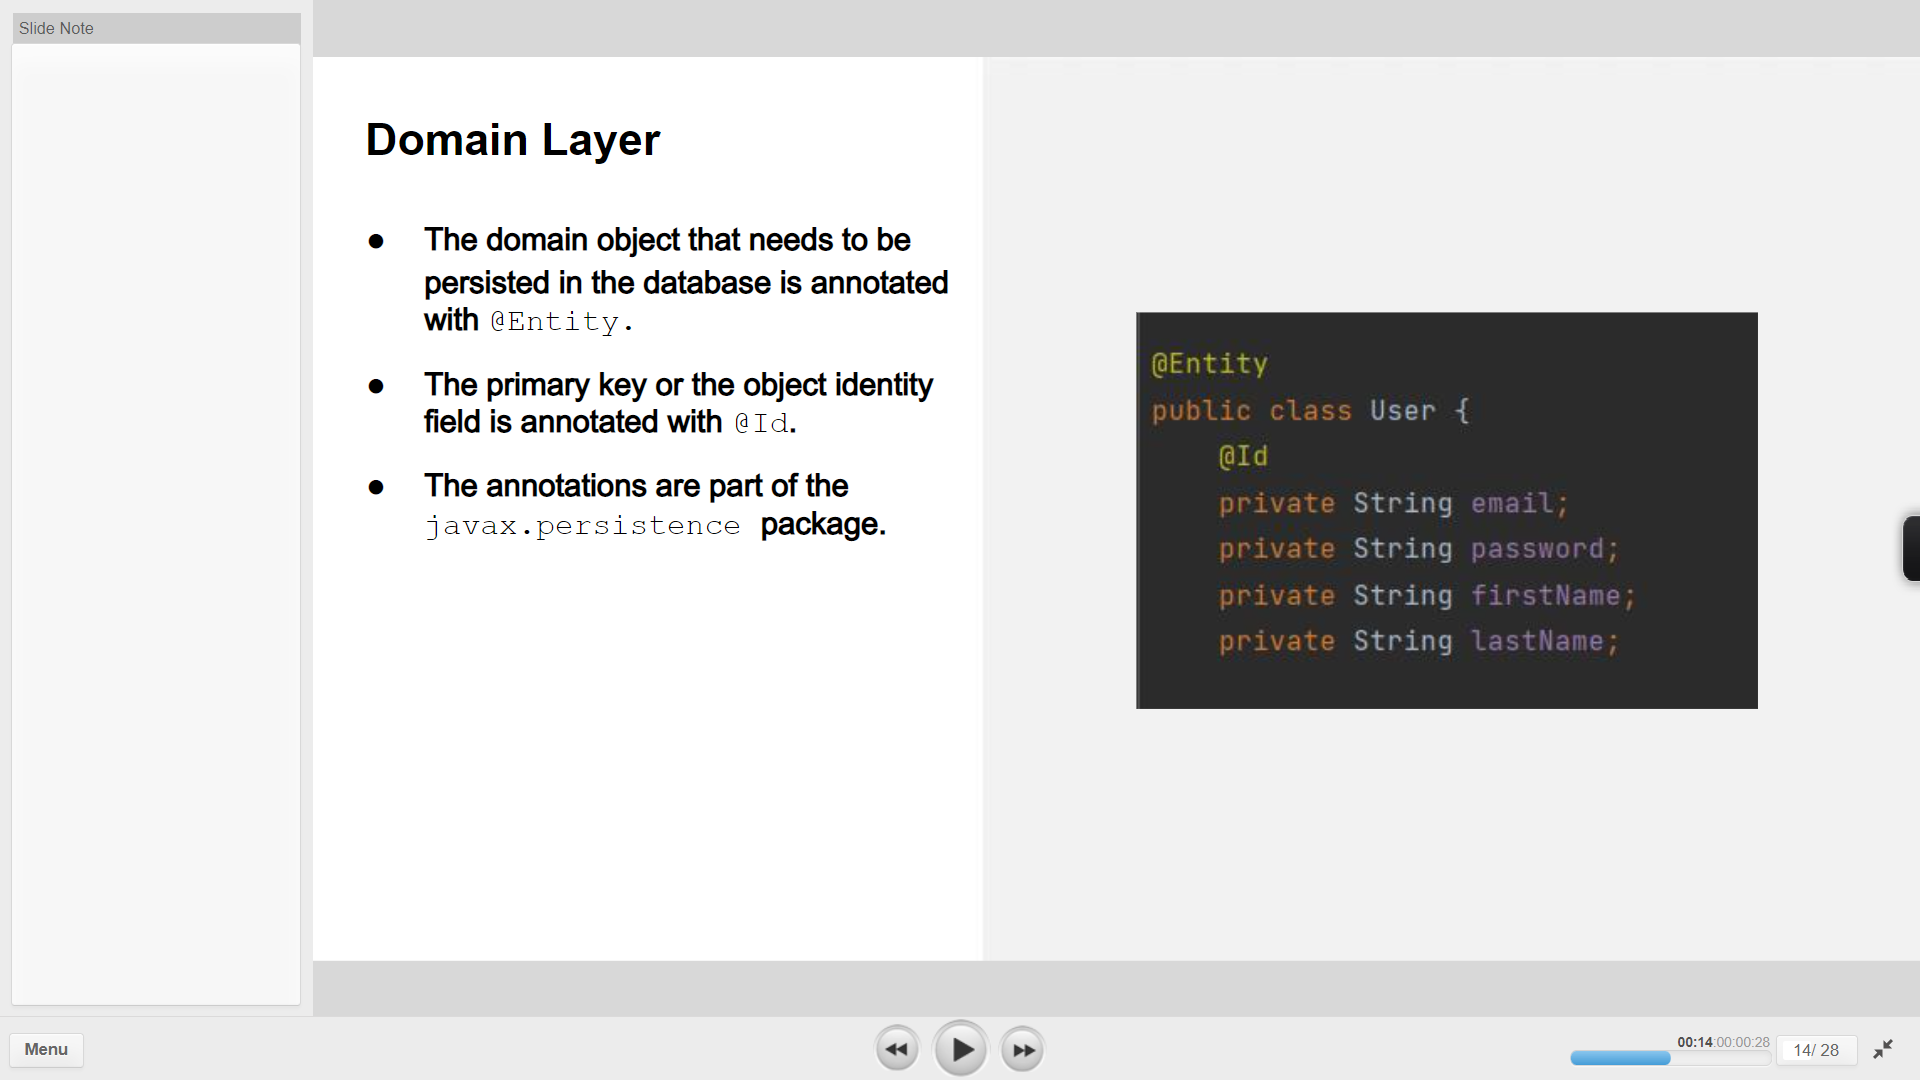 Slide Note
Domain Layer
● The domain object that needs to be
persisted in the database is annotated
with @Entity.
● The primary key or the object identity
field is annotated with @Id.
● The annotations are part of the
javax.persistence package.
@Entity
public class User {
@Id
private String email;
private String password;
private String firstName;
private String lastName;
Menu
00:14:00:00:28
14/ 28